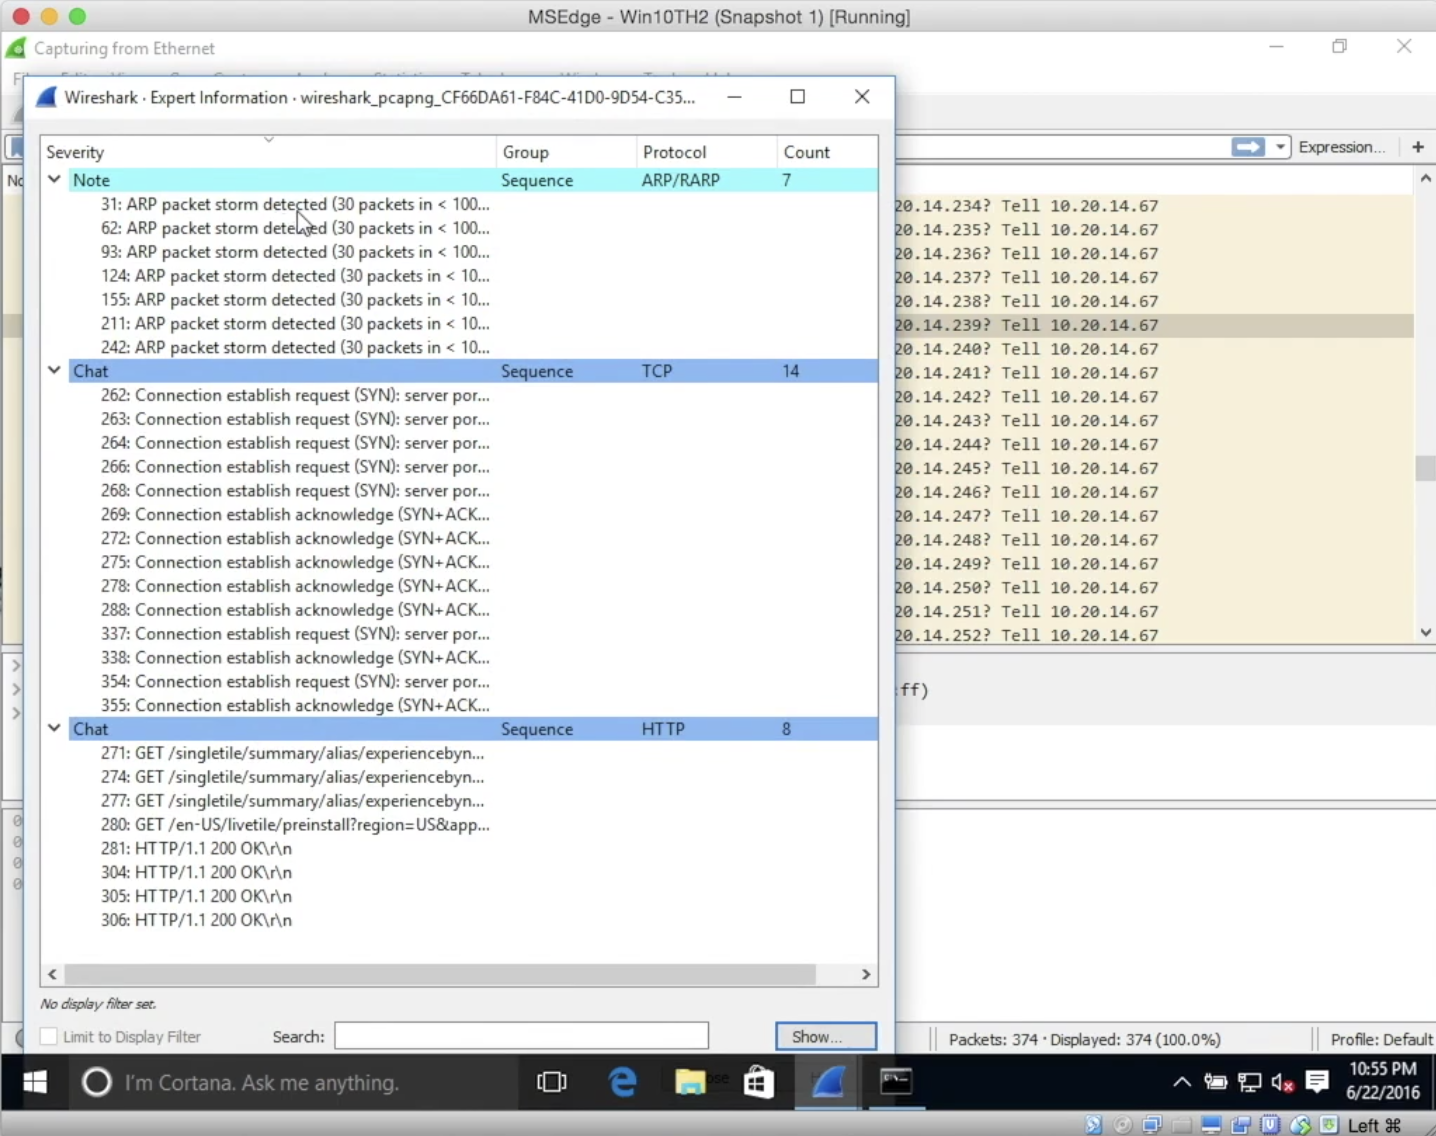 MSEdge - Win10TH2 (Snapshot 1) [Running]
Capturing from Ethernet
Wireshark · Expert Information · wireshark_pcapng_CF66DA61-F84C-41D0-9D54-C35...
Expression... +
Severity Group Protocol Count
Note Sequence ARP/RARP 7
31: ARP packet storm detected (30 packets in < 100...
62: ARP packet storm detected (30 packets in < 100...
93: ARP packet storm detected (30 packets in < 100...
124: ARP packet storm detected (30 packets in < 10...
155: ARP packet storm detected (30 packets in < 10...
211: ARP packet storm detected (30 packets in < 10...
242: ARP packet storm detected (30 packets in < 10...
Chat Sequence TCP 14
262: Connection establish request (SYN): server por...
263: Connection establish request (SYN): server por...
264: Connection establish request (SYN): server por...
266: Connection establish request (SYN): server por...
268: Connection establish request (SYN): server por...
269: Connection establish acknowledge (SYN+ACK...
272: Connection establish acknowledge (SYN+ACK...
275: Connection establish acknowledge (SYN+ACK...
278: Connection establish acknowledge (SYN+ACK...
288: Connection establish acknowledge (SYN+ACK...
337: Connection establish request (SYN): server por...
338: Connection establish acknowledge (SYN+ACK...
354: Connection establish request (SYN): server por...
355: Connection establish acknowledge (SYN+ACK...
Chat Sequence HTTP 8
271: GET /singletile/summary/alias/experiencebyn...
274: GET /singletile/summary/alias/experiencebyn...
277: GET /singletile/summary/alias/experiencebyn...
280: GET /en-US/livetile/preinstall?region=US&app...
281: HTTP/1.1 200 OK\r\n
304: HTTP/1.1 200 OK\r\n
305: HTTP/1.1 200 OK\r\n
306: HTTP/1.1 200 OK\r\n
No display filter set.
Limit to Display Filter Search: Show...
20.14.234? Tell 10.20.14.67
20.14.235? Tell 10.20.14.67
20.14.236? Tell 10.20.14.67
20.14.237? Tell 10.20.14.67
20.14.238? Tell 10.20.14.67
20.14.239? Tell 10.20.14.67
20.14.240? Tell 10.20.14.67
20.14.241? Tell 10.20.14.67
20.14.242? Tell 10.20.14.67
20.14.243? Tell 10.20.14.67
20.14.244? Tell 10.20.14.67
20.14.245? Tell 10.20.14.67
20.14.246? Tell 10.20.14.67
20.14.247? Tell 10.20.14.67
20.14.248? Tell 10.20.14.67
20.14.249? Tell 10.20.14.67
20.14.250? Tell 10.20.14.67
20.14.251? Tell 10.20.14.67
20.14.252? Tell 10.20.14.67
:ff)
Packets: 374 · Displayed: 374 (100.0%) Profile: Default
I'm Cortana. Ask me anything.
10:55 PM
6/22/2016
Left ⌘